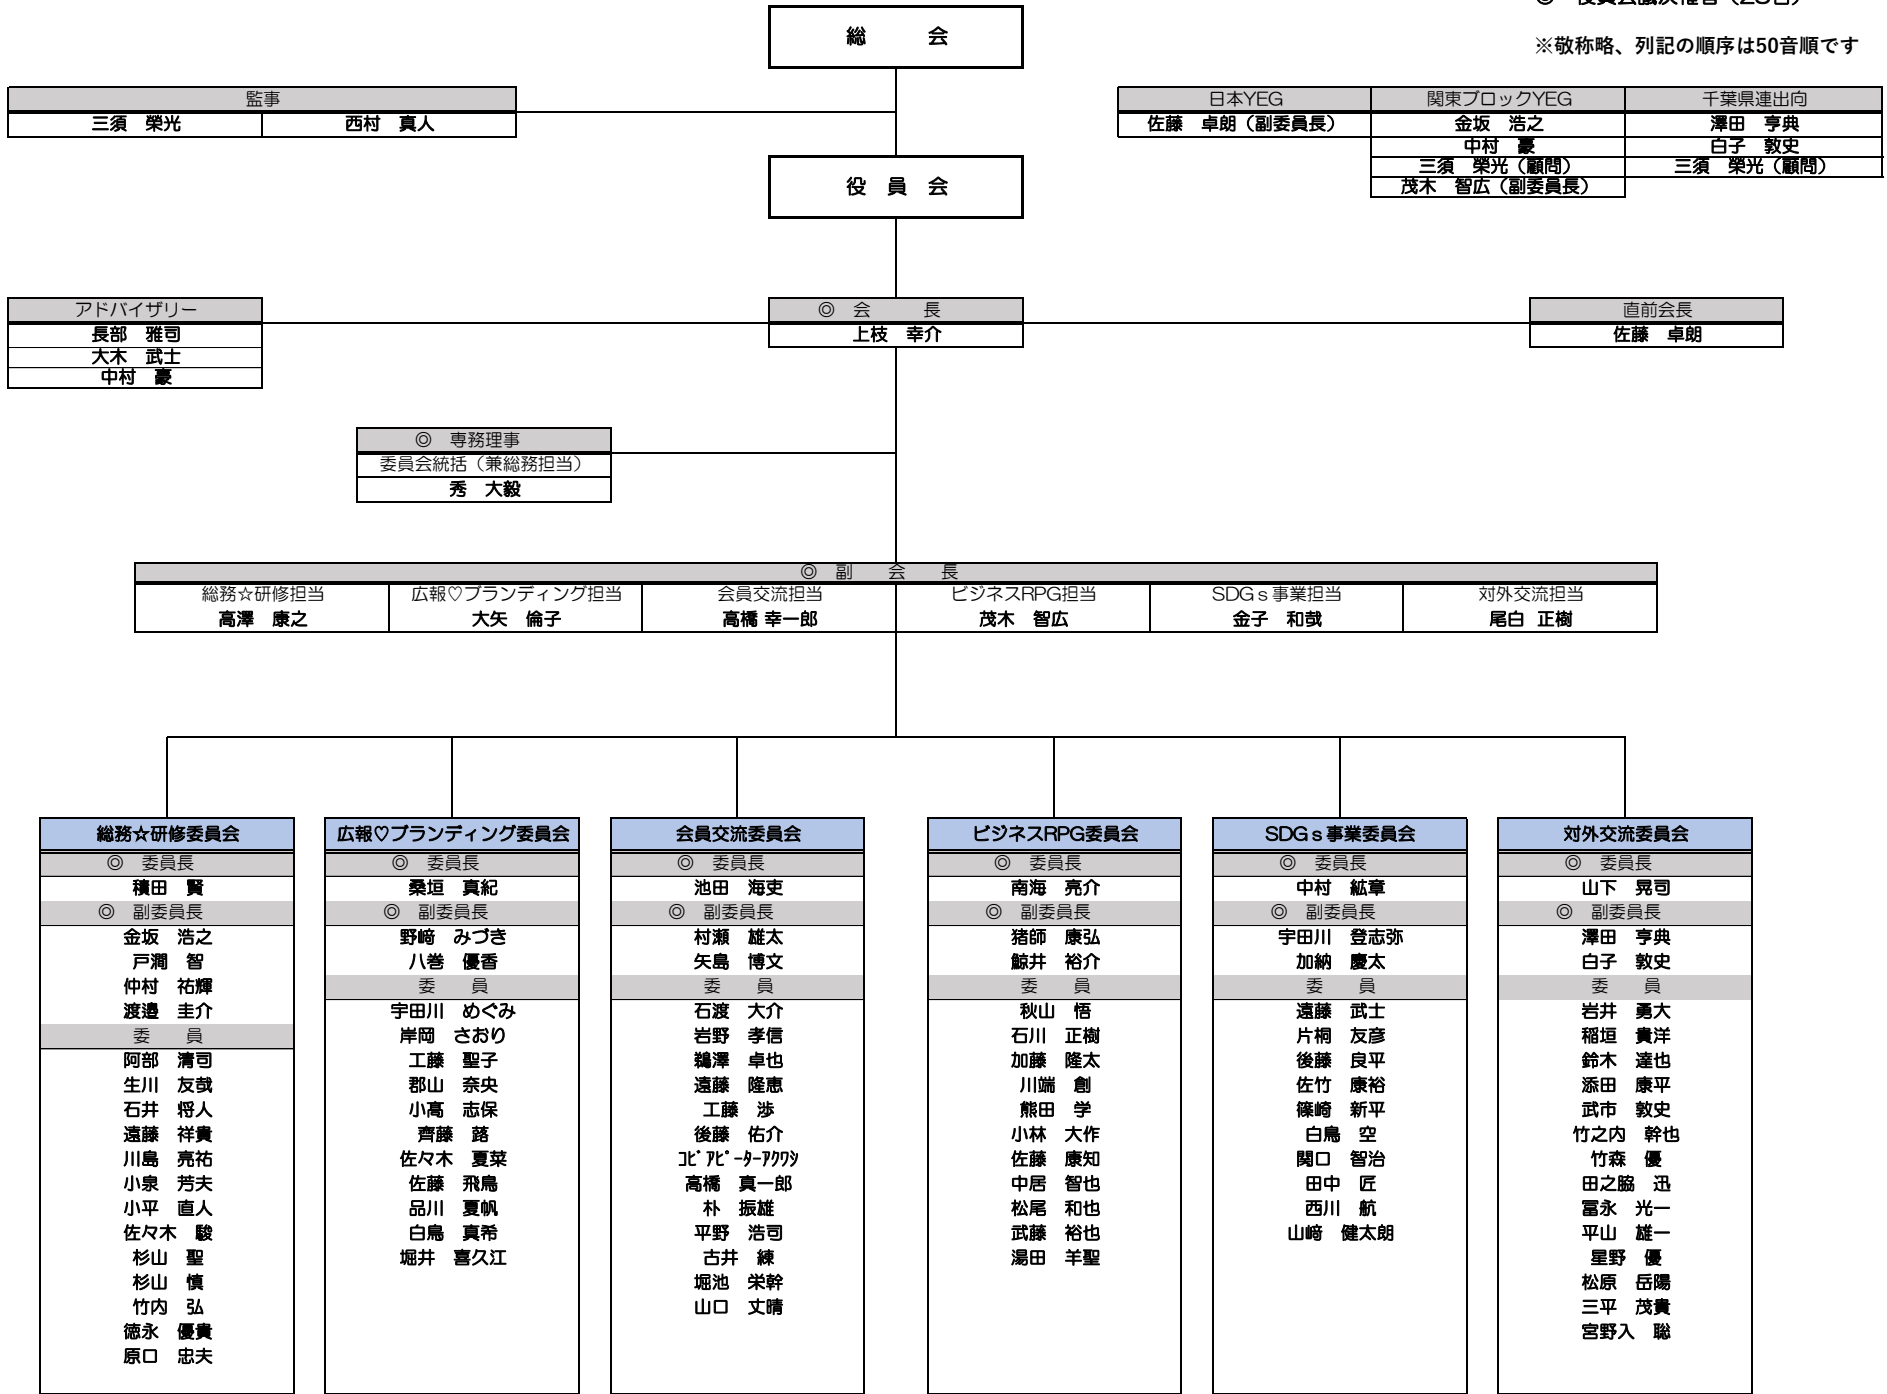 ◎　役員会議決権者（26名）
※敬称略、列記の順序は50音順です
総　会
監事
三須　榮光　西村　真人
日本YEG　関東ブロックYEG　千葉県連出向
佐藤　卓朗（副委員長）　金坂　浩之　澤田　亨典
中村　豪　白子　敦史
三須　榮光（顧問）　三須　榮光（顧問）
茂木　智広（副委員長）
役　員　会
アドバイザリー
長部　雅司
大木　武士
中村　豪
◎　会　長
上枝　幸介
直前会長
佐藤　卓朗
◎　専務理事
委員会統括（兼総務担当）
秀　大毅
◎　副　会　長
総務☆研修担当　広報♡ブランディング担当　会員交流担当　ビジネスRPG担当　SDGｓ事業担当　対外交流担当
高澤　康之　大矢　倫子　高橋 幸一郎　茂木　智広　金子　和哉　尾白 正樹
総務☆研修委員会
◎　委員長
積田　賢
◎　副委員長
金坂　浩之
戸澗　智
仲村　祐輝
渡邉　圭介
委　員
阿部　清司
生川　友哉
石井　将人
遠藤　祥貴
川島　亮祐
小泉　芳夫
小平　直人
佐々木　駿
杉山　聖
杉山　慎
竹内　弘
徳永　優貴
原口　忠夫
広報♡ブランディング委員会
◎　委員長
桑垣　真紀
◎　副委員長
野﨑　みづき
八巻　優香
委　員
宇田川　めぐみ
岸岡　さおり
工藤　聖子
郡山　奈央
小髙　志保
齊藤　蕗
佐々木　夏菜
佐藤　飛鳥
品川　夏帆
白鳥　真希
堀井　喜久江
会員交流委員会
◎　委員長
池田　海吏
◎　副委員長
村瀬　雄太
矢島　博文
委　員
石渡　大介
岩野　孝信
鵜澤　卓也
遠藤　隆恵
工藤　渉
後藤　佑介
ｺﾋﾞｱﾋﾟｰﾀｰｱｸﾜｼ
高橋　真一郎
朴　振雄
平野　浩司
古井　練
堀池　栄幹
山口　丈晴
ビジネスRPG委員会
◎　委員長
南海　亮介
◎　副委員長
猪師　康弘
鯨井　裕介
委　員
秋山　悟
石川　正樹
加藤　隆太
川端　創
熊田　学
小林　大作
佐藤　康知
中居　智也
松尾　和也
武藤　裕也
湯田　羊聖
SDGｓ事業委員会
◎　委員長
中村　紘章
◎　副委員長
宇田川　登志弥
加納　慶太
委　員
遠藤　武士
片桐　友彦
後藤　良平
佐竹　康裕
篠崎　新平
白鳥　空
関口　智治
田中　匠
西川　航
山﨑　健太朗
対外交流委員会
◎　委員長
山下　晃司
◎　副委員長
澤田　亨典
白子　敦史
委　員
岩井　勇大
稲垣　貴洋
鈴木　達也
添田　康平
武市　敦史
竹之内　幹也
竹森　優
田之脇　迅
冨永　光一
平山　雄一
星野　優
松原　岳陽
三平　茂貴
宮野入　聡